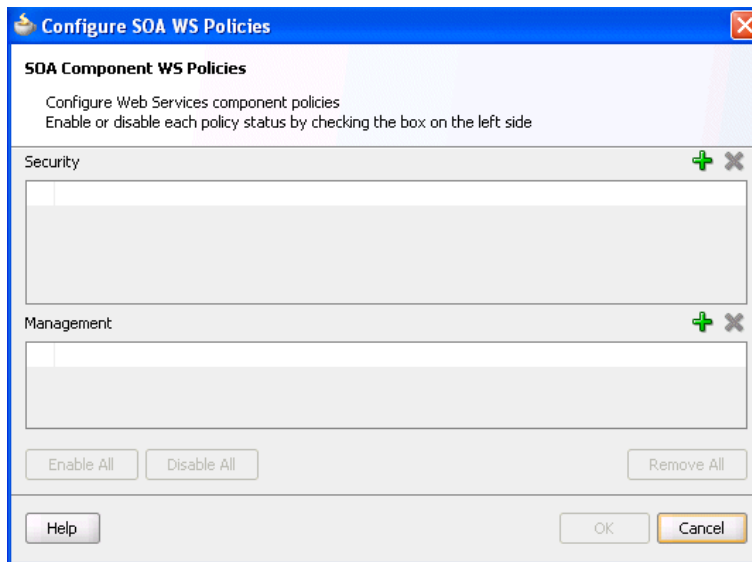 Configure SOA WS Policies
SOA Component WS Policies
Configure Web Services component policies
Enable or disable each policy status by checking the box on the left side
Security
Management
Enable All
Disable All
Remove All
Help
OK
Cancel